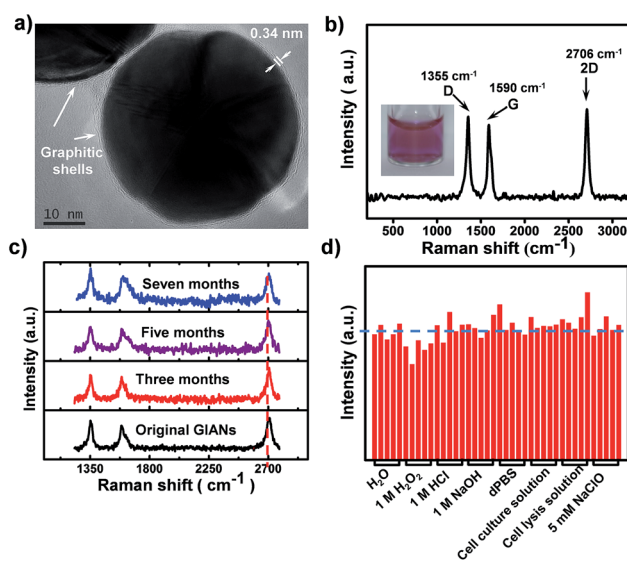 a)
0.34 nm
Graphitic
shells
10 nm
b)
Intensity (a.u.)
1355 cm-1
D
1590 cm-1
G
2706 cm-1
2D
500 1000 1500 2000 2500 3000
Raman shift (cm-1)
c)
Intensity (a.u.)
Seven months
Five months
Three months
Original GIANs
1350 1800 2250 2700
Raman shift ( cm-1)
d)
Intensity (a.u.)
H2O
1 M H2O2
1 M HCl
1 M NaOH
dPBS
Cell culture solution
Cell lysis solution
5 mM NaClO